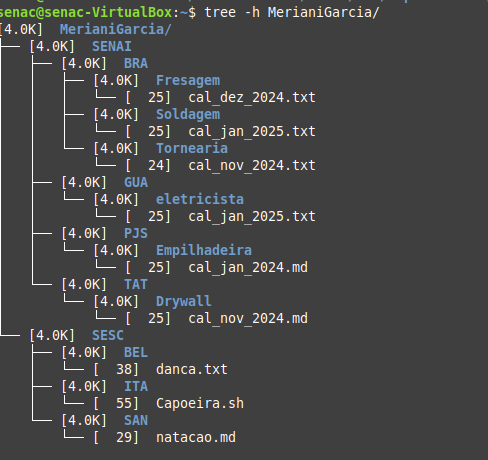 senac@senac-VirtualBox:~$ tree -h MerianiGarcia/
[4.0K]  MerianiGarcia/
├── [4.0K]  SENAI
│   ├── [4.0K]  BRA
│   │   ├── [4.0K]  Fresagem
│   │   │   └── [  25]  cal_dez_2024.txt
│   │   ├── [4.0K]  Soldagem
│   │   │   └── [  25]  cal_jan_2025.txt
│   │   └── [4.0K]  Tornearia
│   │       └── [  24]  cal_nov_2024.txt
│   ├── [4.0K]  GUA
│   │   └── [4.0K]  eletricista
│   │       └── [  25]  cal_jan_2025.txt
│   ├── [4.0K]  PJS
│   │   └── [4.0K]  Empilhadeira
│   │       └── [  25]  cal_jan_2024.md
│   └── [4.0K]  TAT
│       └── [4.0K]  Drywall
│           └── [  25]  cal_nov_2024.md
└── [4.0K]  SESC
    ├── [4.0K]  BEL
    │   └── [  38]  danca.txt
    ├── [4.0K]  ITA
    │   └── [  55]  Capoeira.sh
    └── [4.0K]  SAN
        └── [  29]  natacao.md